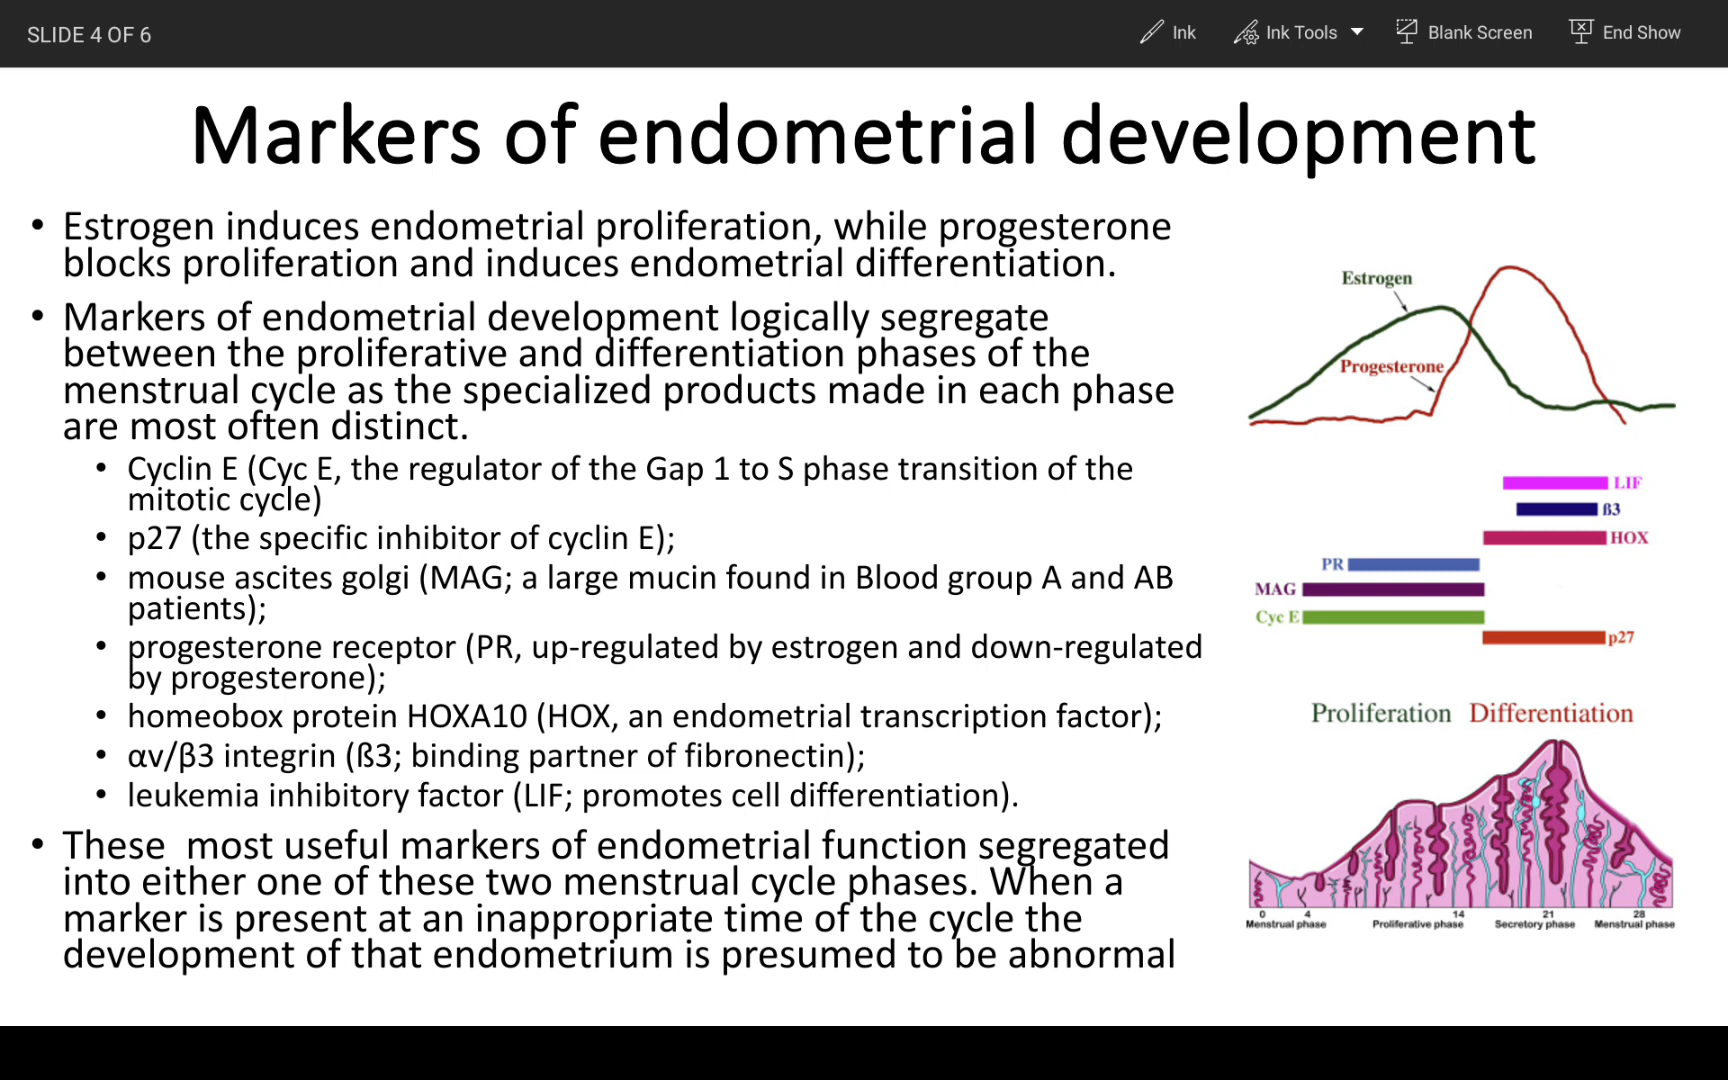 SLIDE 4 OF 6
Ink
Ink Tools
Blank Screen
End Show
Markers of endometrial development
• Estrogen induces endometrial proliferation, while progesterone
blocks proliferation and induces endometrial differentiation.
• Markers of endometrial development logically segregate
between the proliferative and differentiation phases of the
menstrual cycle as the specialized products made in each phase
are most often distinct.
• Cyclin E (Cyc E, the regulator of the Gap 1 to S phase transition of the
mitotic cycle)
• p27 (the specific inhibitor of cyclin E);
• mouse ascites golgi (MAG; a large mucin found in Blood group A and AB
patients);
• progesterone receptor (PR, up-regulated by estrogen and down-regulated
by progesterone);
• homeobox protein HOXA10 (HOX, an endometrial transcription factor);
• αv/β3 integrin (ß3; binding partner of fibronectin);
• leukemia inhibitory factor (LIF; promotes cell differentiation).
• These  most useful markers of endometrial function segregated
into either one of these two menstrual cycle phases. When a
marker is present at an inappropriate time of the cycle the
development of that endometrium is presumed to be abnormal
Estrogen
Progesterone
LIF
ß3
HOX
PR
MAG
Cyc E
p27
Proliferation Differentiation
0 4 14 21 28
Menstrual phase Proliferative phase Secretory phase Menstrual phase